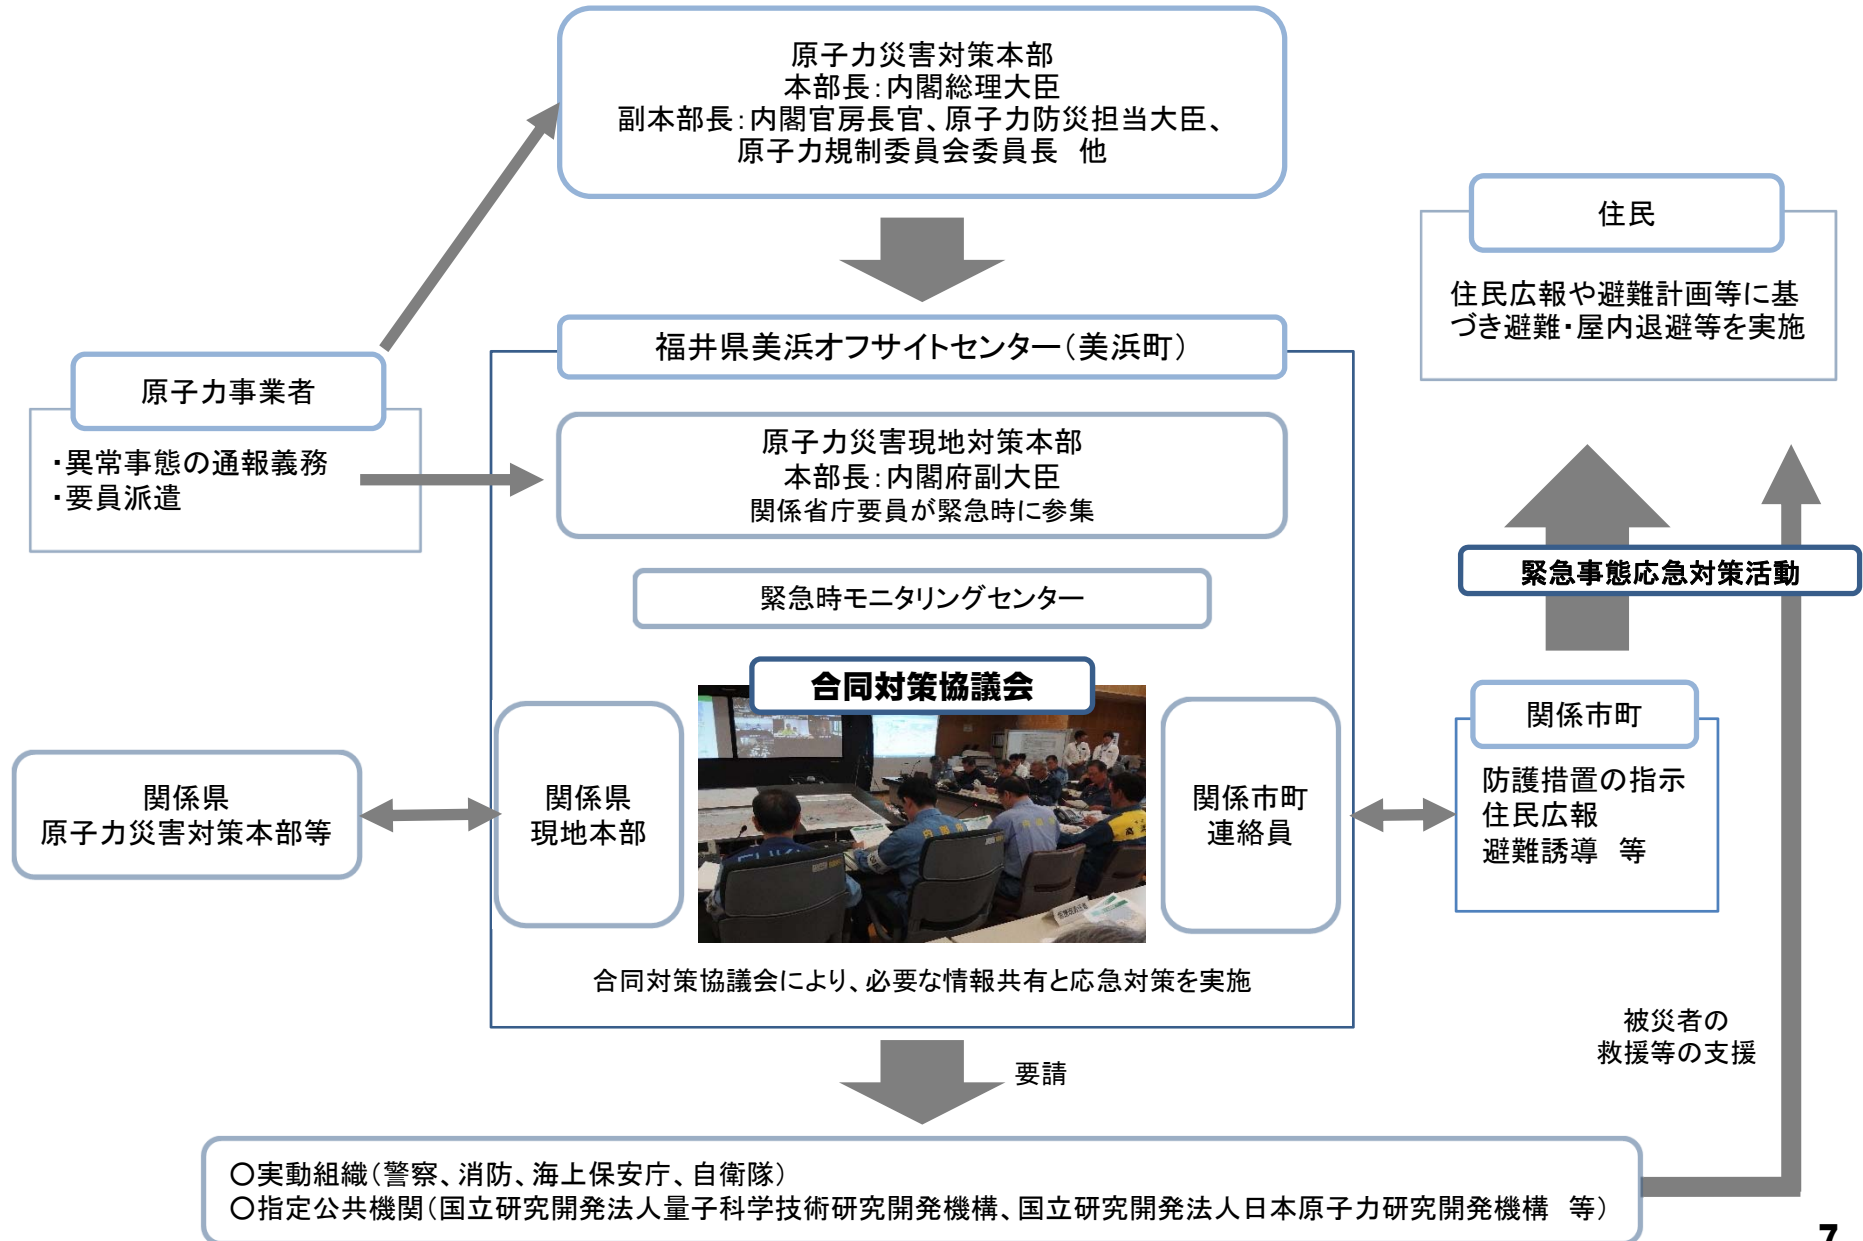 原子力災害対策本部
本部長：内閣総理大臣
副本部長：内閣官房長官、原子力防災担当大臣、
原子力規制委員会委員長　他
住民
住民広報や避難計画等に基
づき避難・屋内退避等を実施
福井県美浜オフサイトセンター（美浜町）
原子力事業者
・異常事態の通報義務
・要員派遣
原子力災害現地対策本部
本部長：内閣府副大臣
関係省庁要員が緊急時に参集
緊急事態応急対策活動
緊急時モニタリングセンター
合同対策協議会
関係県
原子力災害対策本部等
関係県
現地本部
関係市町
連絡員
関係市町
防護措置の指示
住民広報
避難誘導　等
合同対策協議会により、必要な情報共有と応急対策を実施
要請
被災者の
救援等の支援
〇実動組織（警察、消防、海上保安庁、自衛隊）
〇指定公共機関（国立研究開発法人量子科学技術研究開発機構、国立研究開発法人日本原子力研究開発機構　等）
7